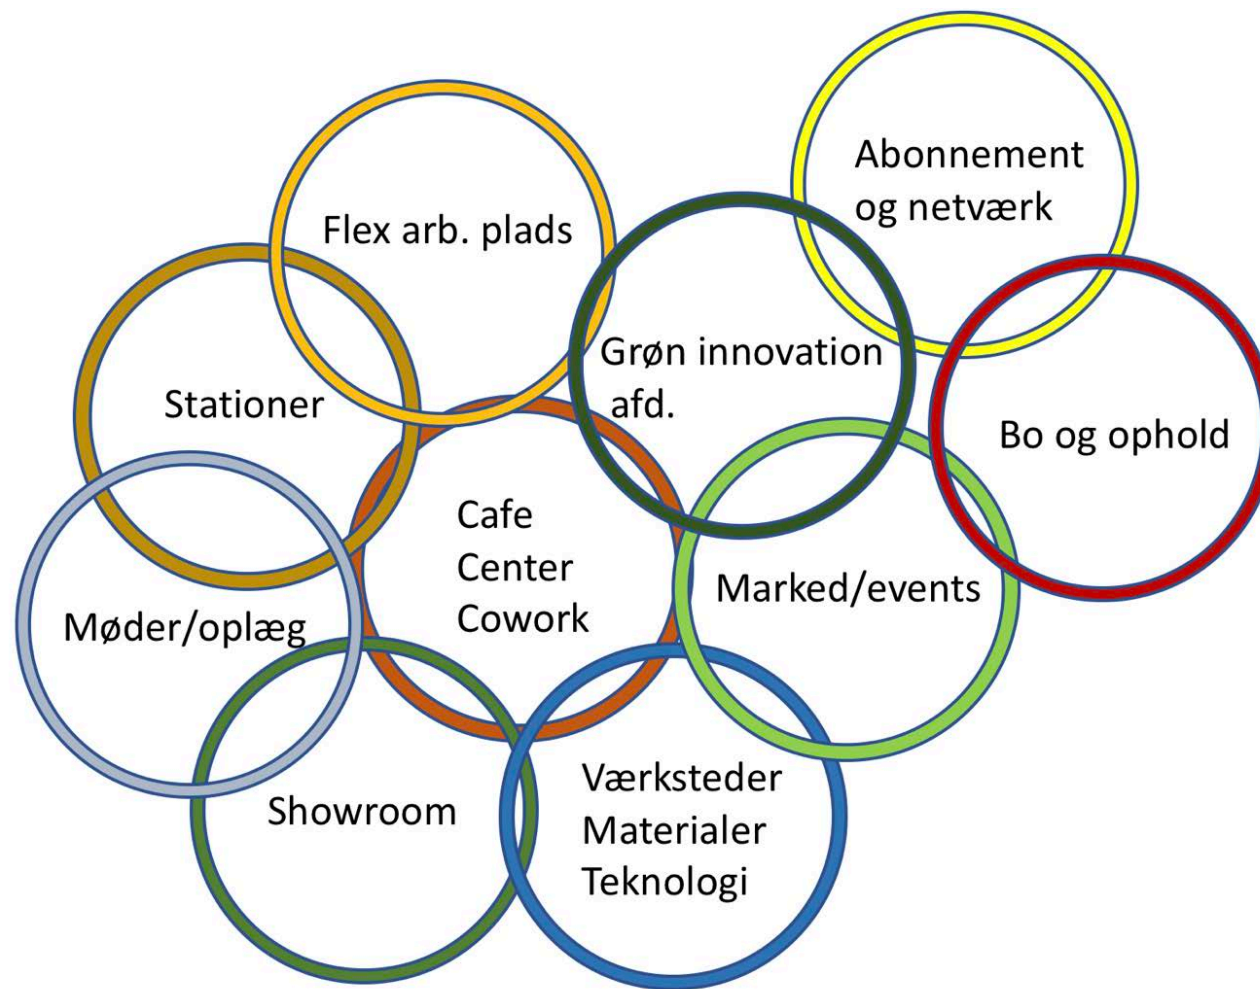 Abonnement
og netværk
Flex arb. plads
Grøn innovation
afd.
Stationer
Bo og ophold
Cafe
Center
Cowork
Marked/events
Møder/oplæg
Showroom
Værksteder
Materialer
Teknologi